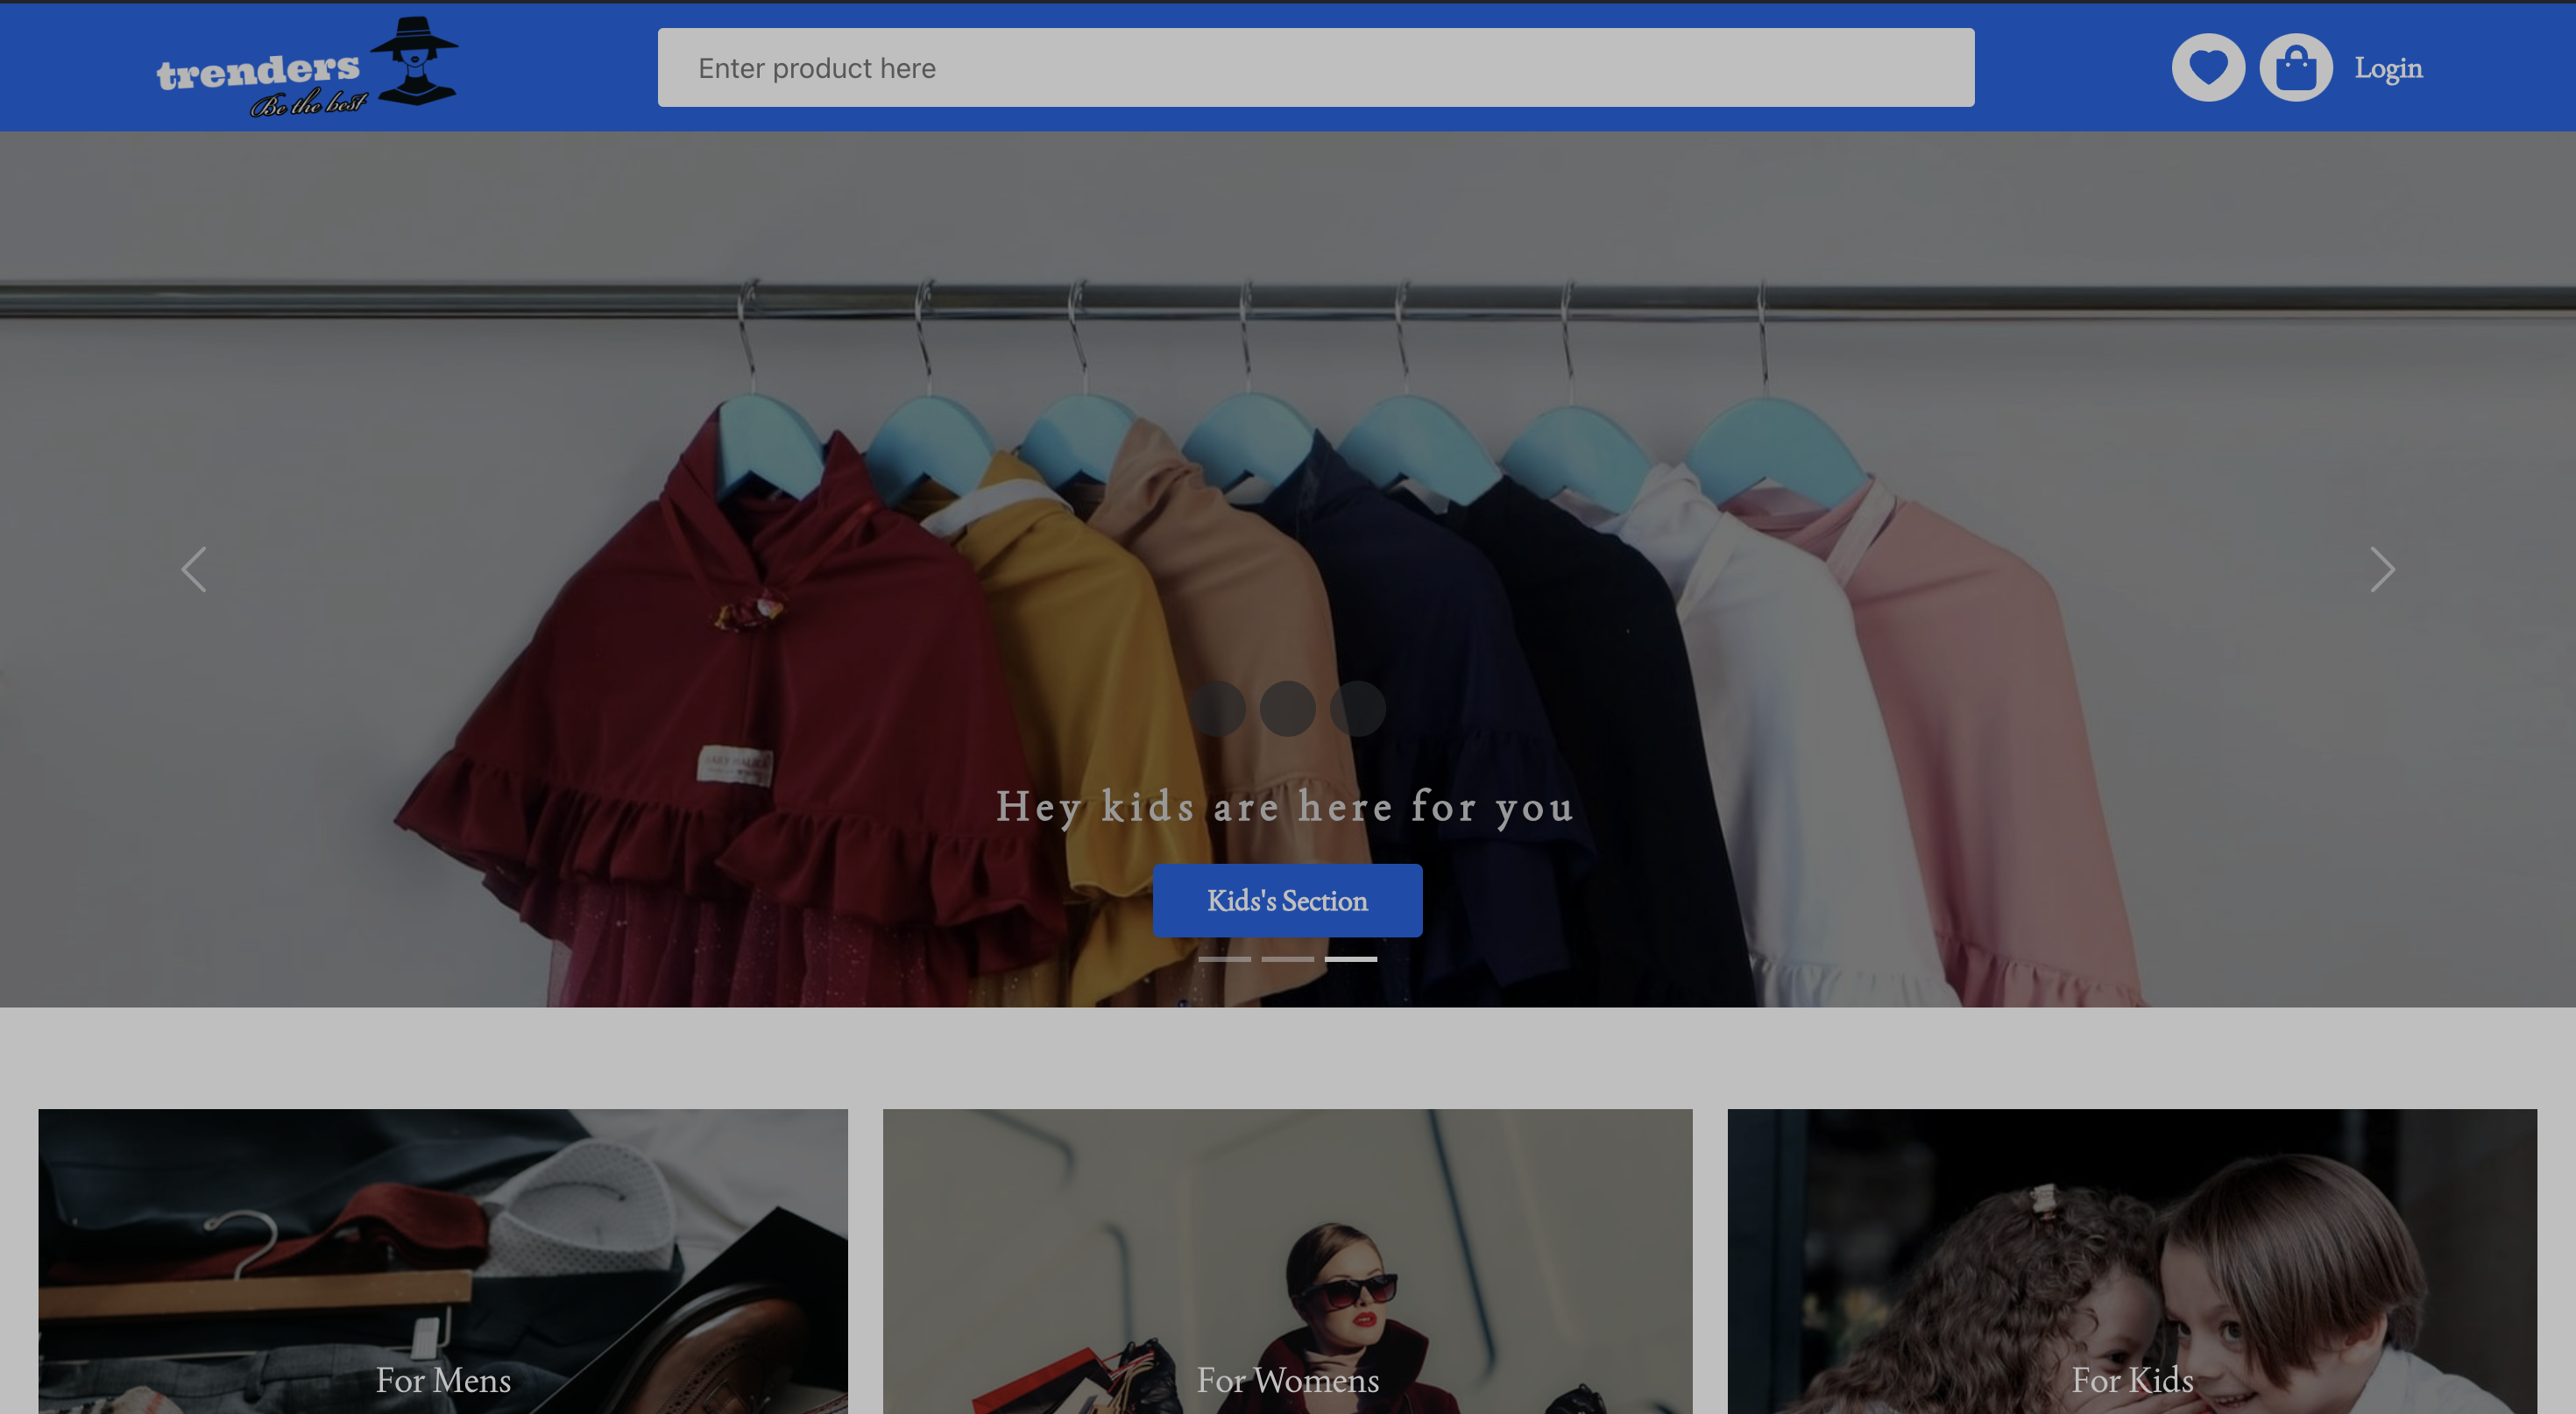 trenders
Be the best
Enter product here
Login
Hey kids are here for you
Kid's Section
For Mens
For Womens
For Kids